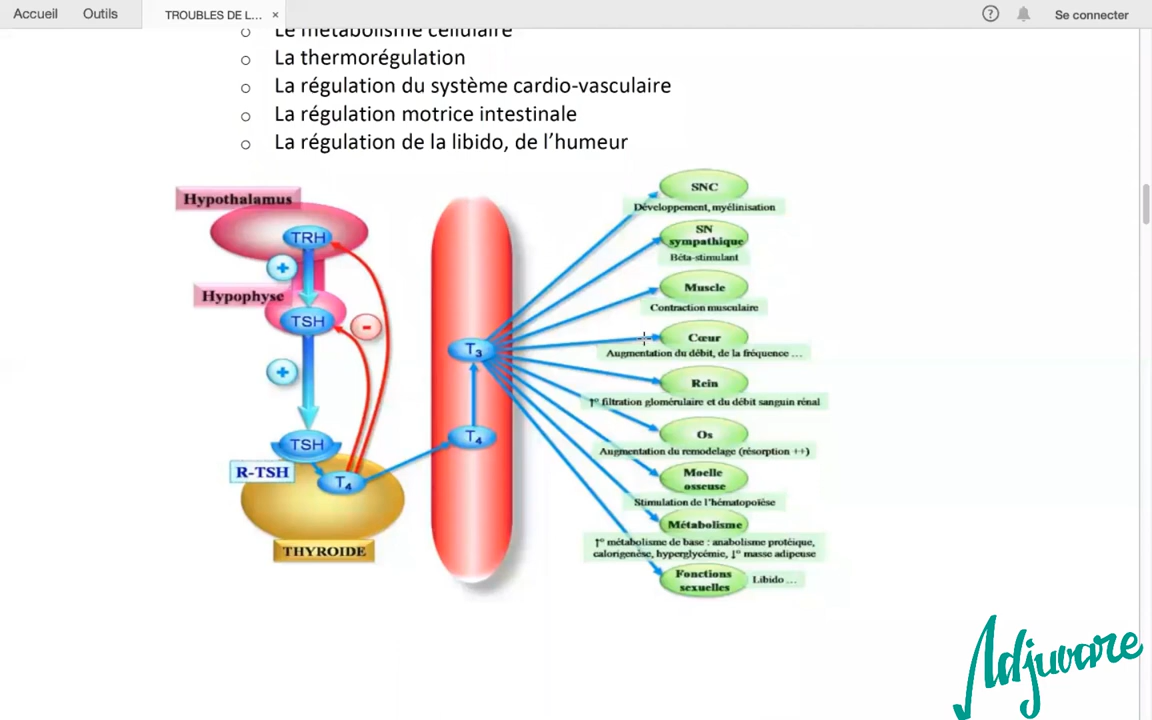 Accueil
Outils
TROUBLES DE L...
×
?
Se connecter
o Le métabolisme cellulaire
o La thermorégulation
o La régulation du système cardio-vasculaire
o La régulation motrice intestinale
o La régulation de la libido, de l'humeur
Hypothalamus
TRH
+
Hypophyse
TSH
-
+
TSH
R-TSH
T4
THYROIDE
T3
T4
SNC
Développement, myélinisation
SN
sympathique
Bêta-stimulant
Muscle
Contraction musculaire
Cœur
Augmentation du débit, de la fréquence ...
Rein
↑° filtration glomérulaire et du débit sanguin rénal
Os
Augmentation du remodelage (résorption ++)
Moelle
osseuse
Stimulation de l'hématopoïèse
Métabolisme
↑° métabolisme de base : anabolisme protéique,
calorigenèse, hyperglycémie, ↓° masse adipeuse
Fonctions
sexuelles
Libido ...
Adjuvare